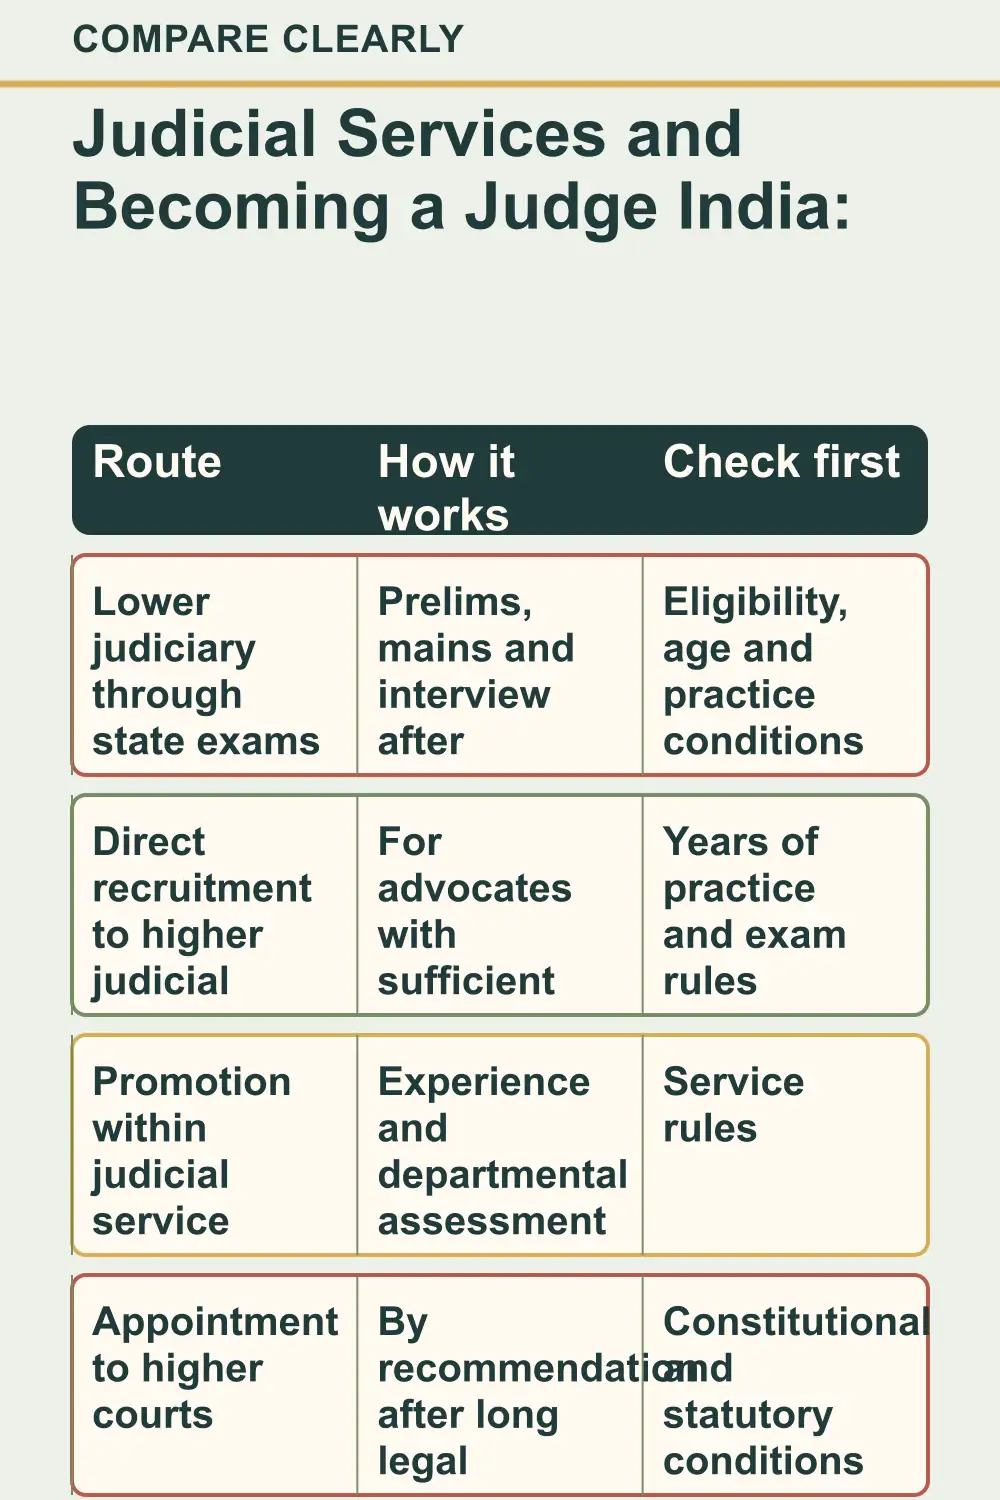 COMPARE CLEARLY
Judicial Services and
Becoming a Judge India:
Route
How it
works
Check first
Lower
judiciary
through
state exams
Prelims,
mains and
interview
after
Eligibility,
age and
practice
conditions
Direct
recruitment
to higher
judicial
For
advocates
with
sufficient
Years of
practice
and exam
rules
Promotion
within
judicial
service
Experience
and
departmental
assessment
Service
rules
Appointment
to higher
courts
By
recommendation
after long
legal
Constitutional
and
statutory
conditions